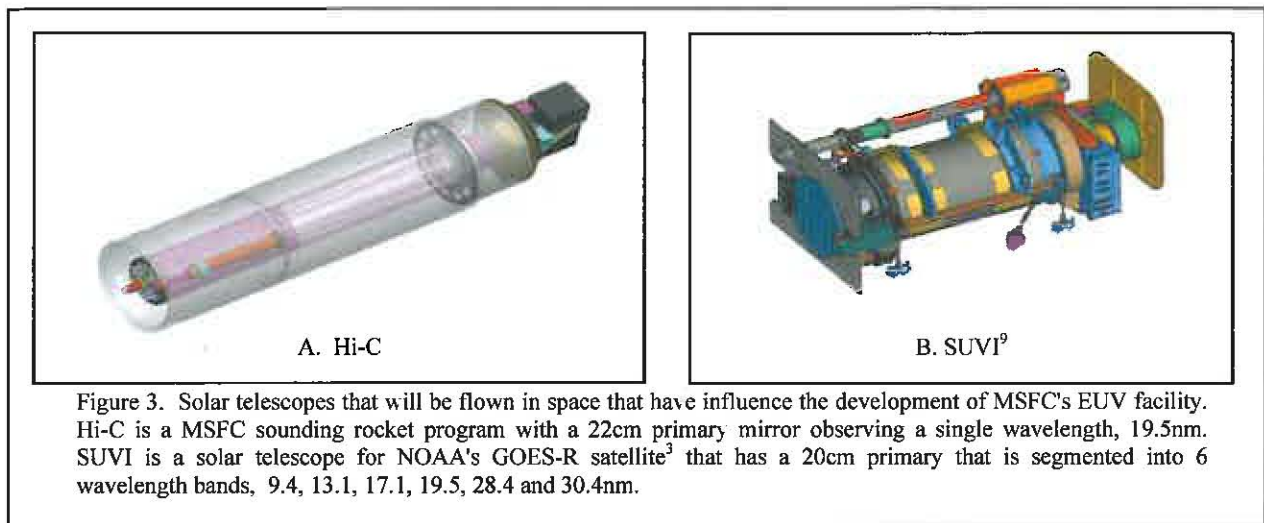 A. Hi-C
B. SUVI⁹
Figure 3. Solar telescopes that will be flown in space that have influence the development of MSFC's EUV facility.
Hi-C is a MSFC sounding rocket program with a 22cm primary mirror observing a single wavelength, 19.5nm.
SUVI is a solar telescope for NOAA's GOES-R satellite³ that has a 20cm primary that is segmented into 6
wavelength bands, 9.4, 13.1, 17.1, 19.5, 28.4 and 30.4nm.